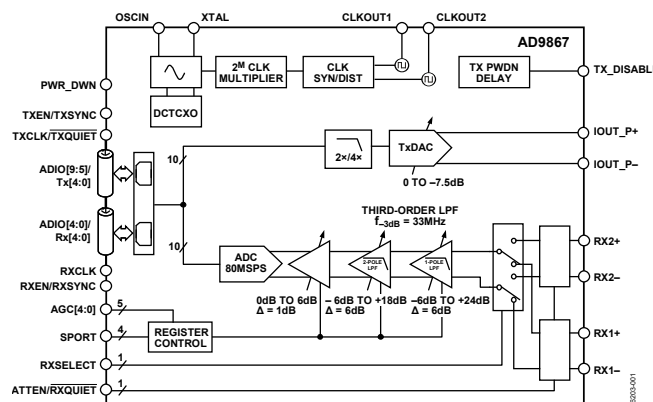 OSCIN XTAL CLKOUT1 CLKOUT2
AD9867
2M CLK
MULTIPLIER
CLK
SYN/DIST
TX PWDN
DELAY
TX_DISABLE
PWR_DWN
DCTCXO
TXEN/TXSYNC
TXCLK/TXQUIET
10
2×/4×
TxDAC
IOUT_P+
IOUT_P–
0 TO –7.5dB
ADIO[9:5]/
Tx[4:0]
ADIO[4:0]/
Rx[4:0]
THIRD-ORDER LPF
f–3dB = 33MHz
10
ADC
80MSPS
2-POLE
LPF
1-POLE
LPF
RX2+
RX2–
RXCLK
RXEN/RXSYNC
0dB TO 6dB
Δ = 1dB
– 6dB TO +18dB
Δ = 6dB
–6dB TO +24dB
Δ = 6dB
AGC[4:0] 5
SPORT 4
REGISTER
CONTROL
RX1+
RX1–
RXSELECT 1
ATTEN/RXQUIET 1